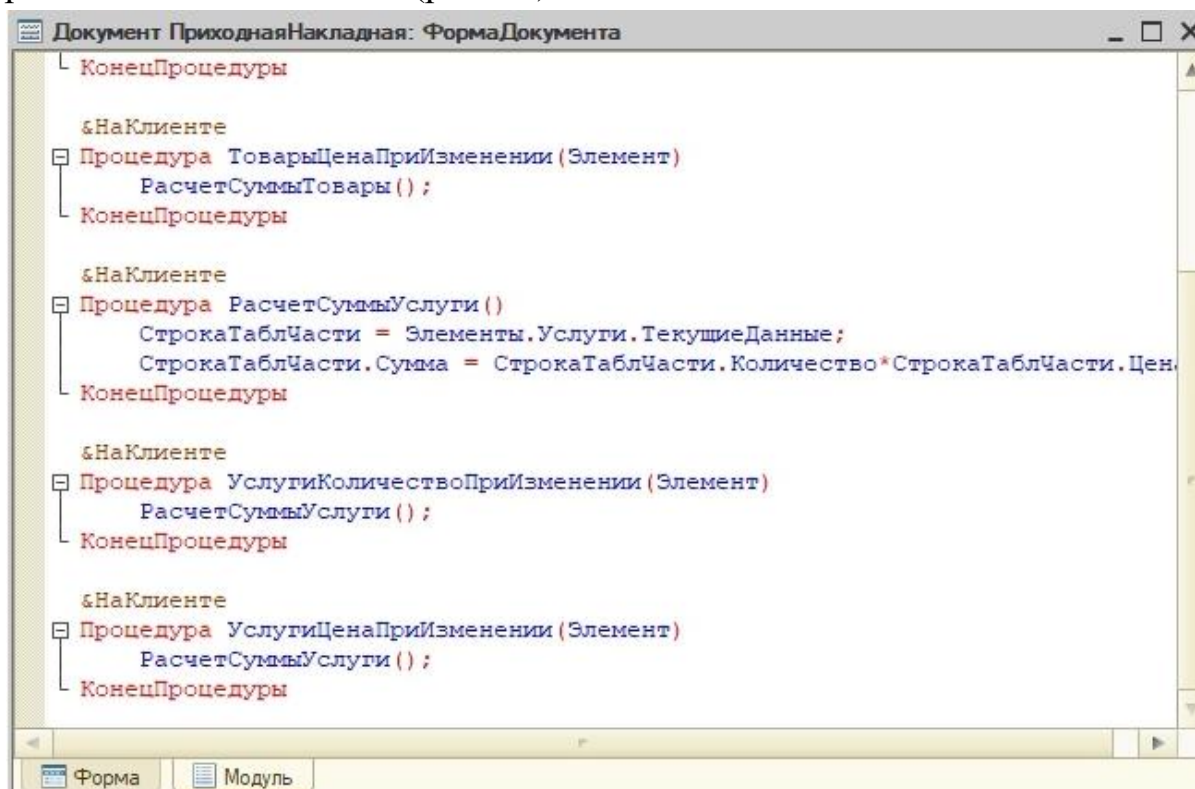 Документ ПриходнаяНакладная: ФормаДокумента
КонецПроцедуры
&НаКлиенте
Процедура ТоварыЦенаПриИзменении(Элемент)
РасчетСуммыТовары();
КонецПроцедуры
&НаКлиенте
Процедура РасчетСуммыУслуги()
СтрокаТаблЧасти = Элементы.Услуги.ТекущиеДанные;
СтрокаТаблЧасти.Сумма = СтрокаТаблЧасти.Количество*СтрокаТаблЧасти.Цен
КонецПроцедуры
&НаКлиенте
Процедура УслугиКоличествоПриИзменении(Элемент)
РасчетСуммыУслуги();
КонецПроцедуры
&НаКлиенте
Процедура УслугиЦенаПриИзменении(Элемент)
РасчетСуммыУслуги();
КонецПроцедуры
Форма Модуль